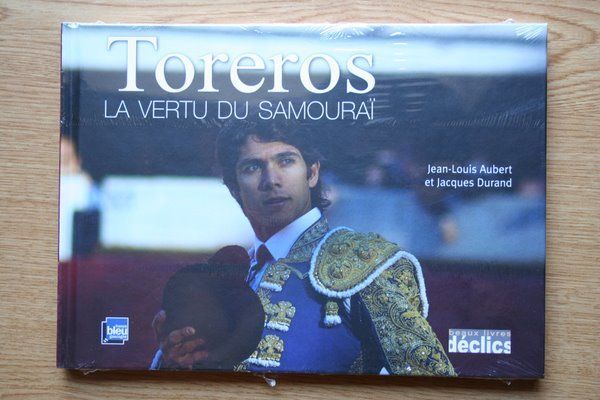 Toreros
LA VERTU DU SAMOURAÏ
Jean-Louis Aubert
et Jacques Durand
bleu
beaux livres
déclics